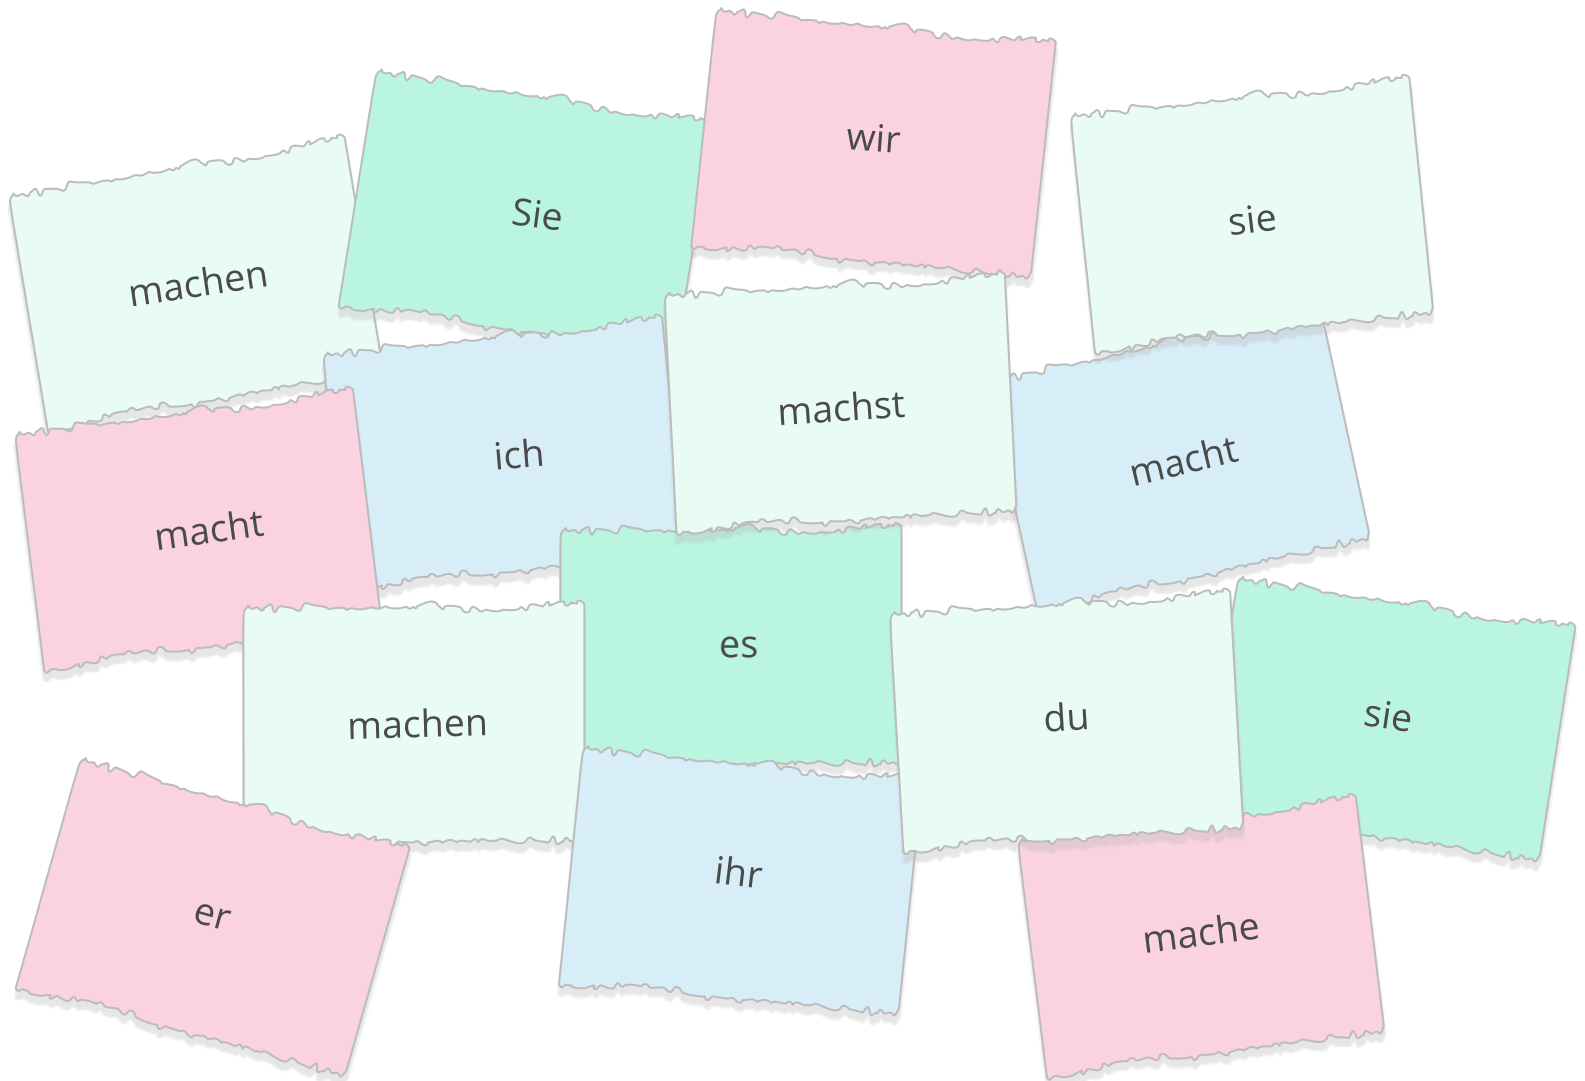 wir
Sie
sie
machen
machst
ich
macht
macht
es
machen
du
sie
ihr
er
mache